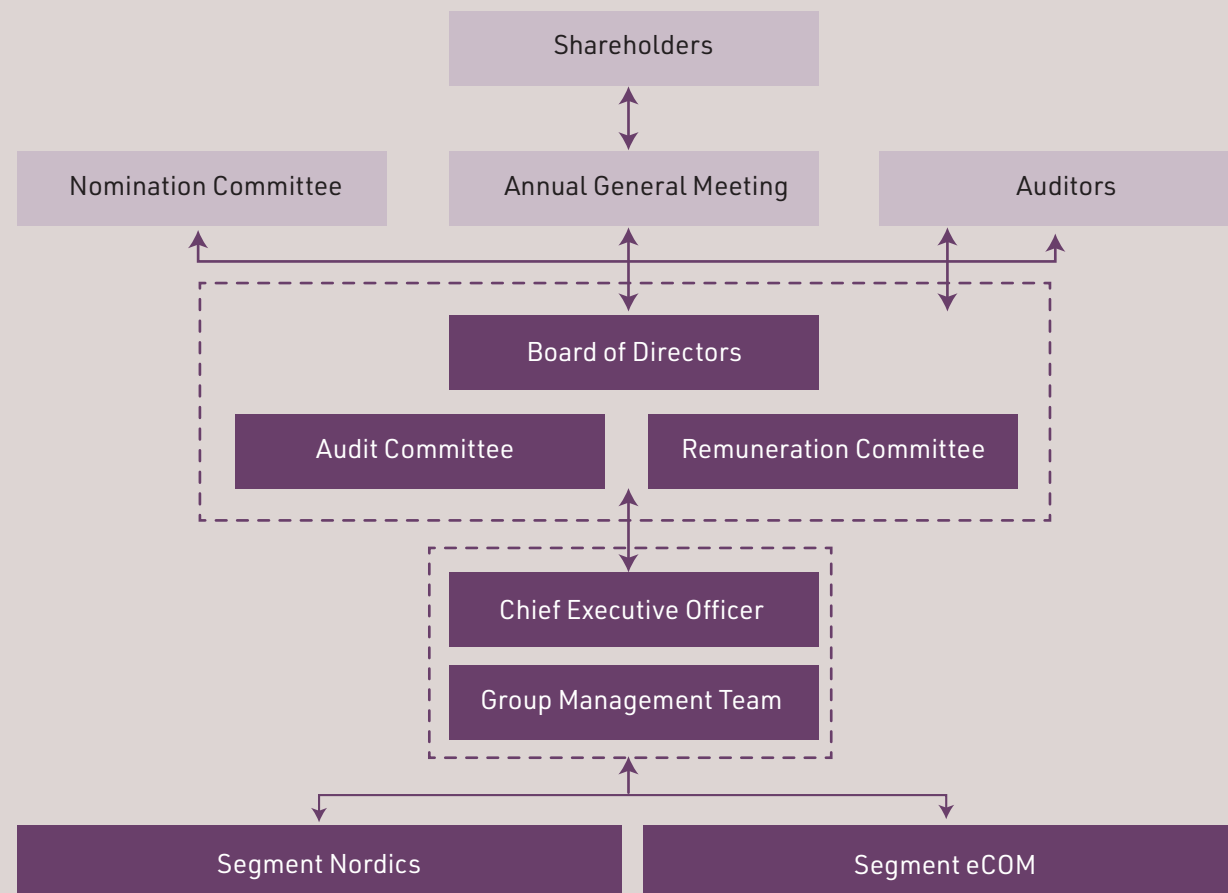 Shareholders
Nomination Committee
Annual General Meeting
Auditors
Board of Directors
Audit Committee
Remuneration Committee
Chief Executive Officer
Group Management Team
Segment Nordics
Segment eCOM